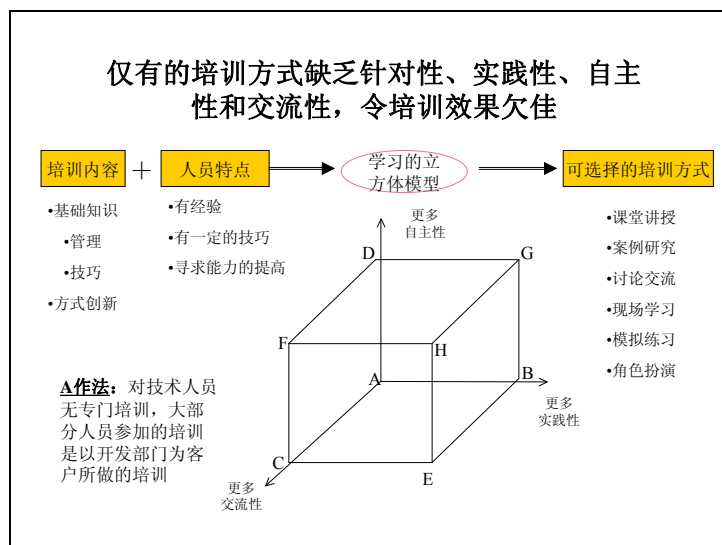 仅有的培训方式缺乏针对性、实践性、自主
性和交流性，令培训效果欠佳
培训内容
+
人员特点
学习的立
方体模型
可选择的培训方式
•基础知识
•管理
•技巧
•方式创新
•有经验
•有一定的技巧
•寻求能力的提高
更多
自主性
•课堂讲授
•案例研究
•讨论交流
•现场学习
•模拟练习
•角色扮演
D
G
F
H
A
B
更多
实践性
C
E
更多
交流性
A作法：对技术人员
无专门培训，大部
分人员参加的培训
是以开发部门为客
户所做的培训